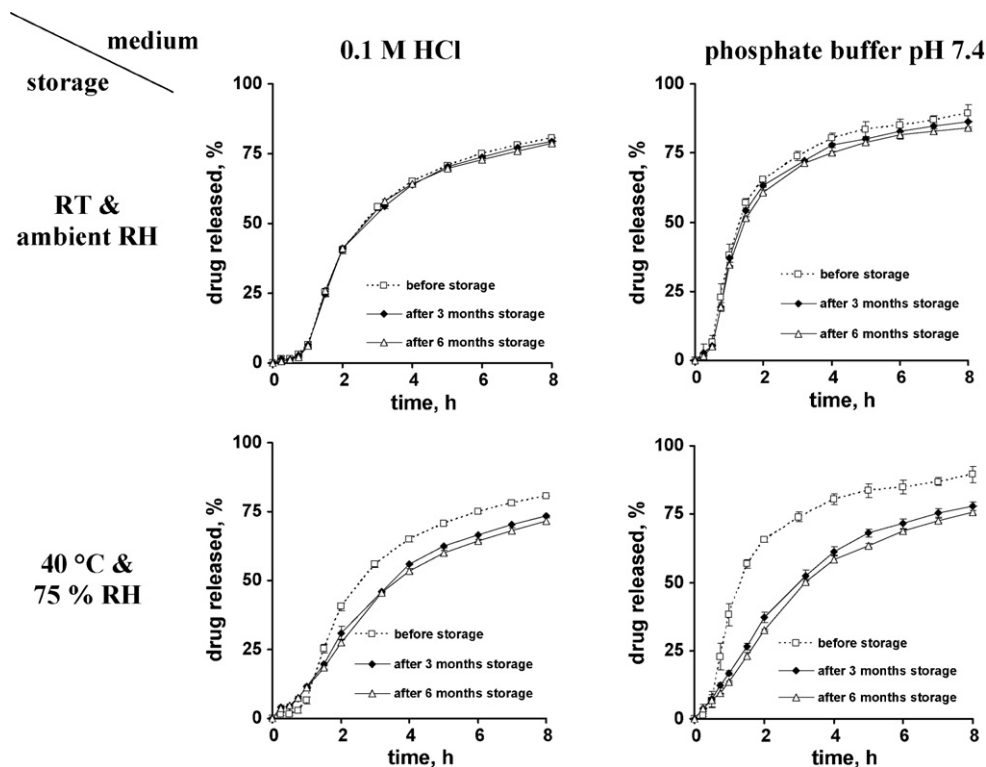 medium
storage
0.1 M HCl
phosphate buffer pH 7.4
RT &
ambient RH
drug released, %
100
75
50
25
0
0
2
4
6
8
time, h
before storage
after 3 months storage
after 6 months storage
drug released, %
100
75
50
25
0
0
2
4
6
8
time, h
before storage
after 3 months storage
after 6 months storage
40 °C &
75 % RH
drug released, %
100
75
50
25
0
0
2
4
6
8
time, h
before storage
after 3 months storage
after 6 months storage
drug released, %
100
75
50
25
0
0
2
4
6
8
time, h
before storage
after 3 months storage
after 6 months storage